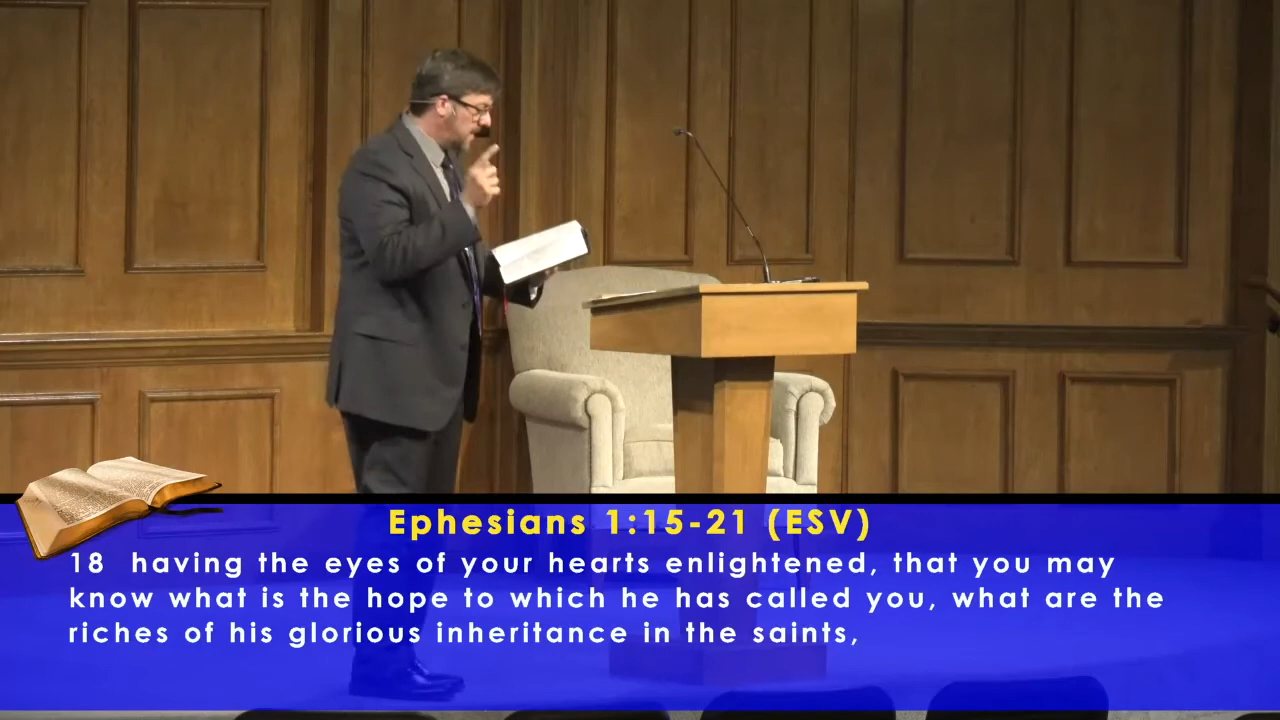 Ephesians 1:15-21 (ESV)
18 having the eyes of your hearts enlightened, that you may
know what is the hope to which he has called you, what are the
riches of his glorious inheritance in the saints,